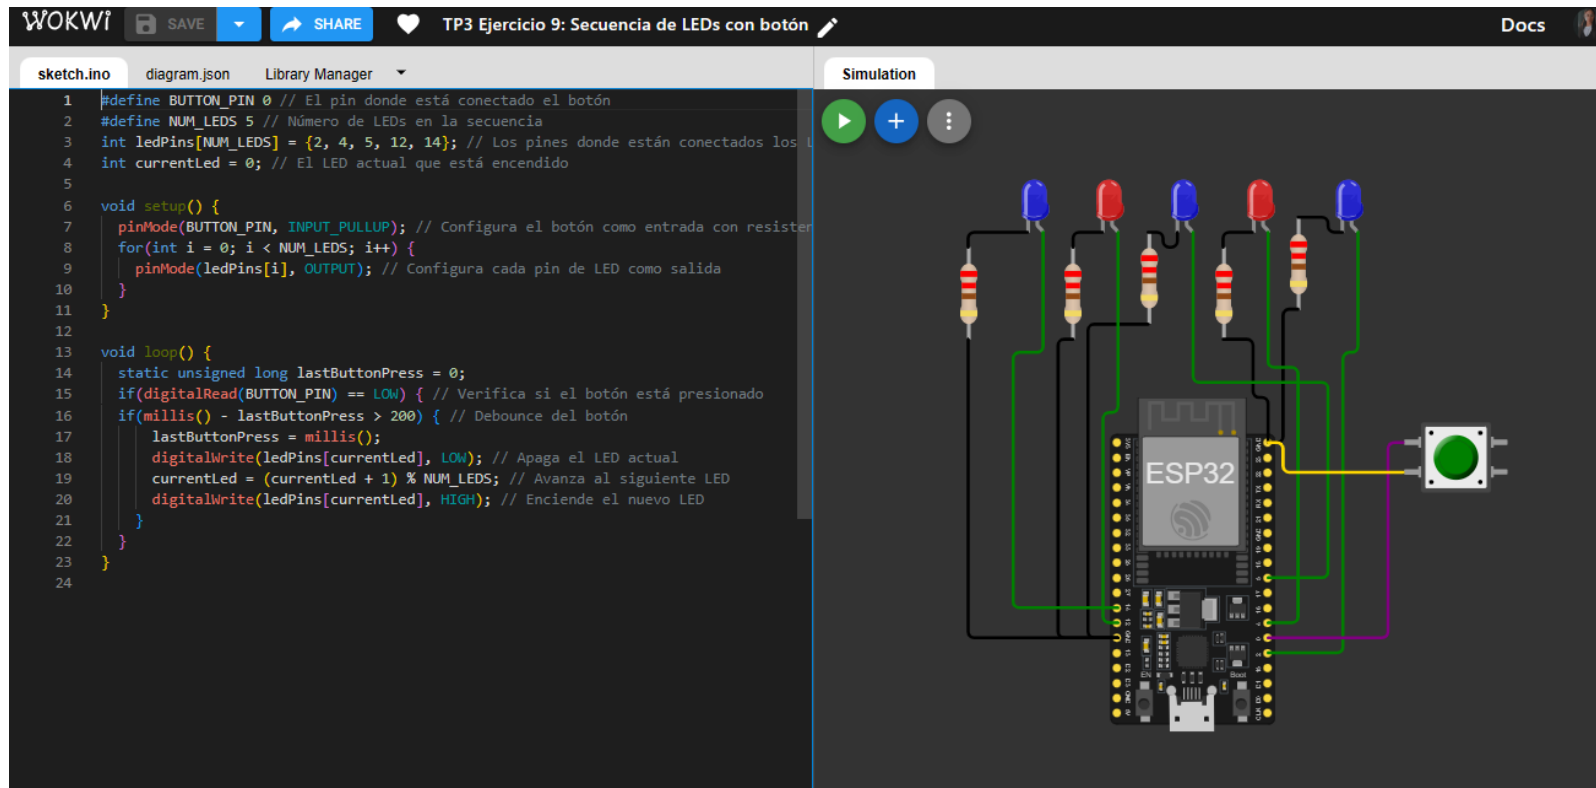 WOKWi SAVE SHARE TP3 Ejercicio 9: Secuencia de LEDs con botón Docs
sketch.ino diagram.json Library Manager Simulation
1 #define BUTTON_PIN 0 // El pin donde está conectado el botón
2 #define NUM_LEDS 5 // Número de LEDs en la secuencia
3 int ledPins[NUM_LEDS] = {2, 4, 5, 12, 14}; // Los pines donde están conectados los L
4 int currentLed = 0; // El LED actual que está encendido
5
6 void setup() {
7 pinMode(BUTTON_PIN, INPUT_PULLUP); // Configura el botón como entrada con resister
8 for(int i = 0; i < NUM_LEDS; i++) {
9 pinMode(ledPins[i], OUTPUT); // Configura cada pin de LED como salida
10 }
11 }
12
13 void loop() {
14 static unsigned long lastButtonPress = 0;
15 if(digitalRead(BUTTON_PIN) == LOW) { // Verifica si el botón está presionado
16 if(millis() - lastButtonPress > 200) { // Debounce del botón
17 lastButtonPress = millis();
18 digitalWrite(ledPins[currentLed], LOW); // Apaga el LED actual
19 currentLed = (currentLed + 1) % NUM_LEDS; // Avanza al siguiente LED
20 digitalWrite(ledPins[currentLed], HIGH); // Enciende el nuevo LED
21 }
22 }
23 }
24
ESP32
EN Boot